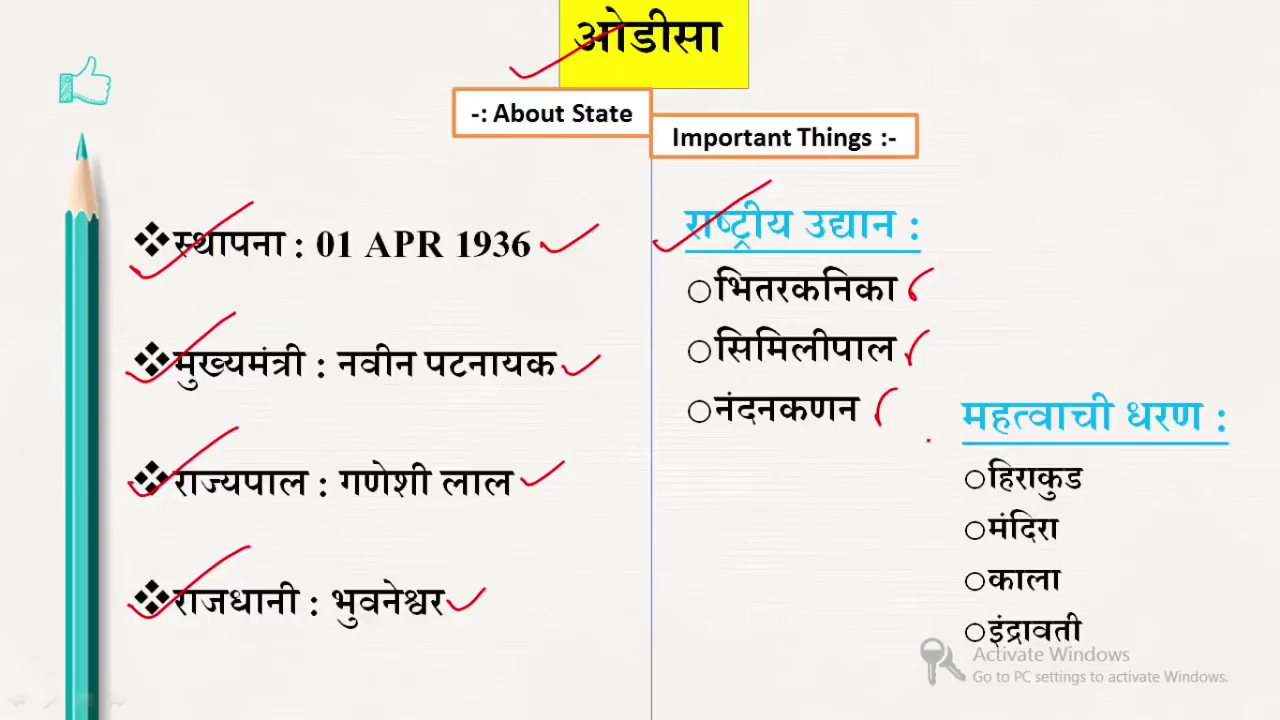 ओडीसा
-: About State
Important Things :-
❖स्थापना : 01 APR 1936
❖मुख्यमंत्री : नवीन पटनायक
❖राज्यपाल : गणेशी लाल
❖राजधानी : भुवनेश्वर
राष्ट्रीय उद्यान :
○भितरकनिका
○सिमिलीपाल
○नंदनकणन
महत्वाची धरण :
○हिराकुड
○मंदिरा
○काला
○इंद्रावती
Activate Windows
Go to PC settings to activate Windows.